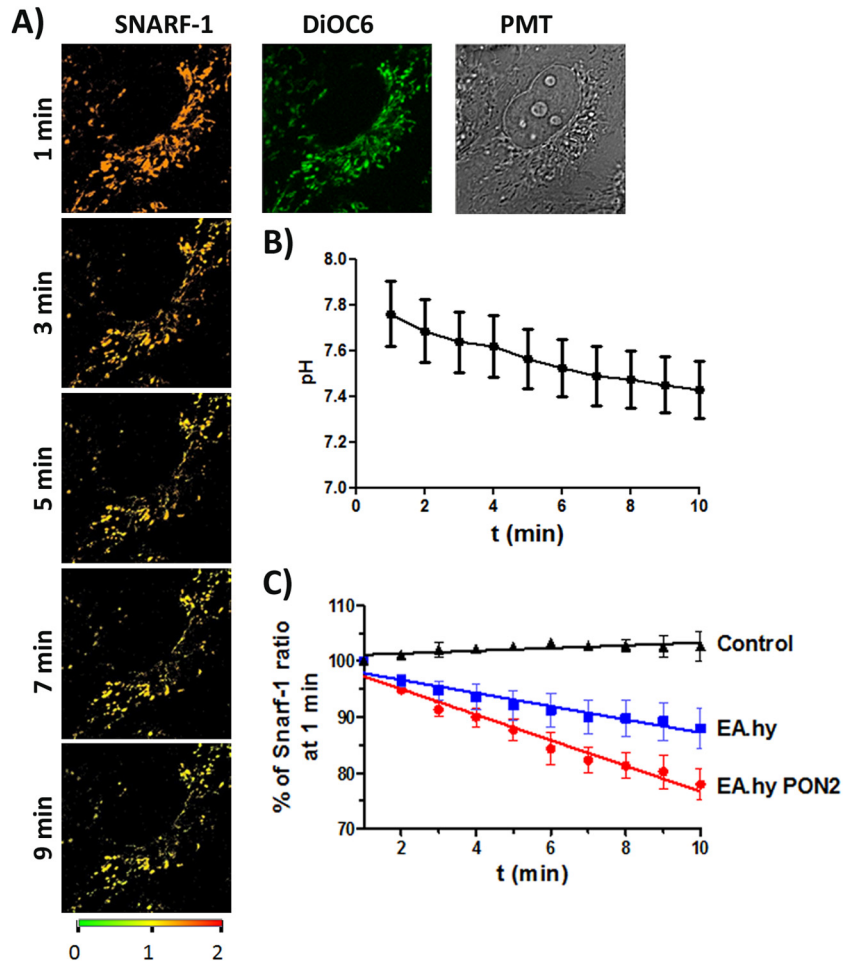 A)
SNARF-1
DiOC6
PMT
1 min
3 min
5 min
7 min
9 min
0
1
2
B)
8.0
7.8
7.6
7.4
7.2
7.0
pH
0
2
4
6
8
10
t (min)
C)
110
100
90
80
70
% of Snarf-1 ratio
at 1 min
Control
EA.hy
EA.hy PON2
2
4
6
8
10
t (min)